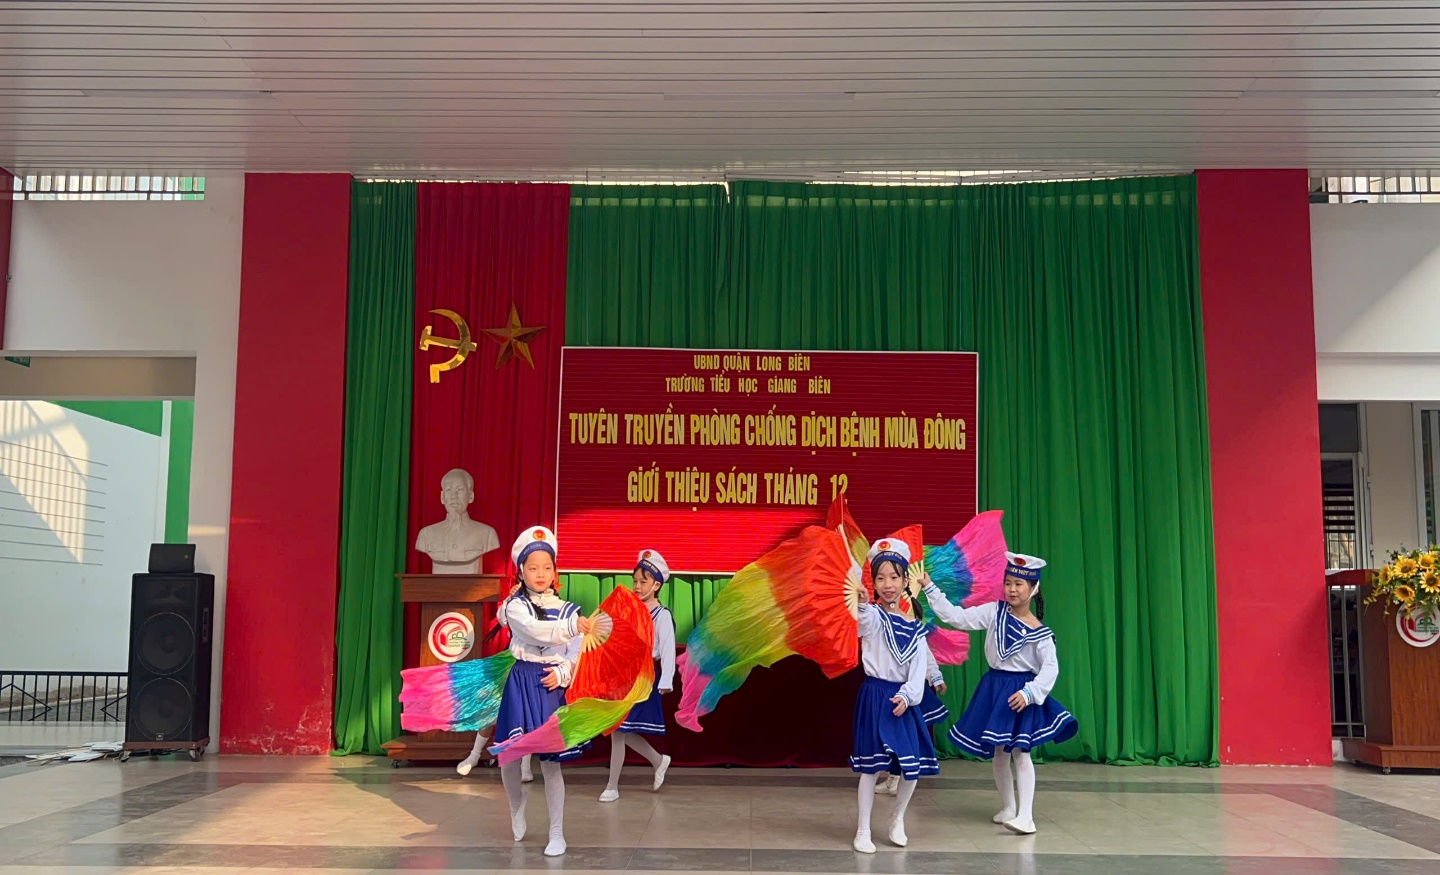 UBND QUẬN LONG BIÊN
TRƯỜNG TIỂU HỌC GIANG BIÊN
TUYÊN TRUYỀN PHÒNG CHỐNG DỊCH BỆNH MÙA ĐÔNG
GIỚI THIỆU SÁCH THÁNG 12